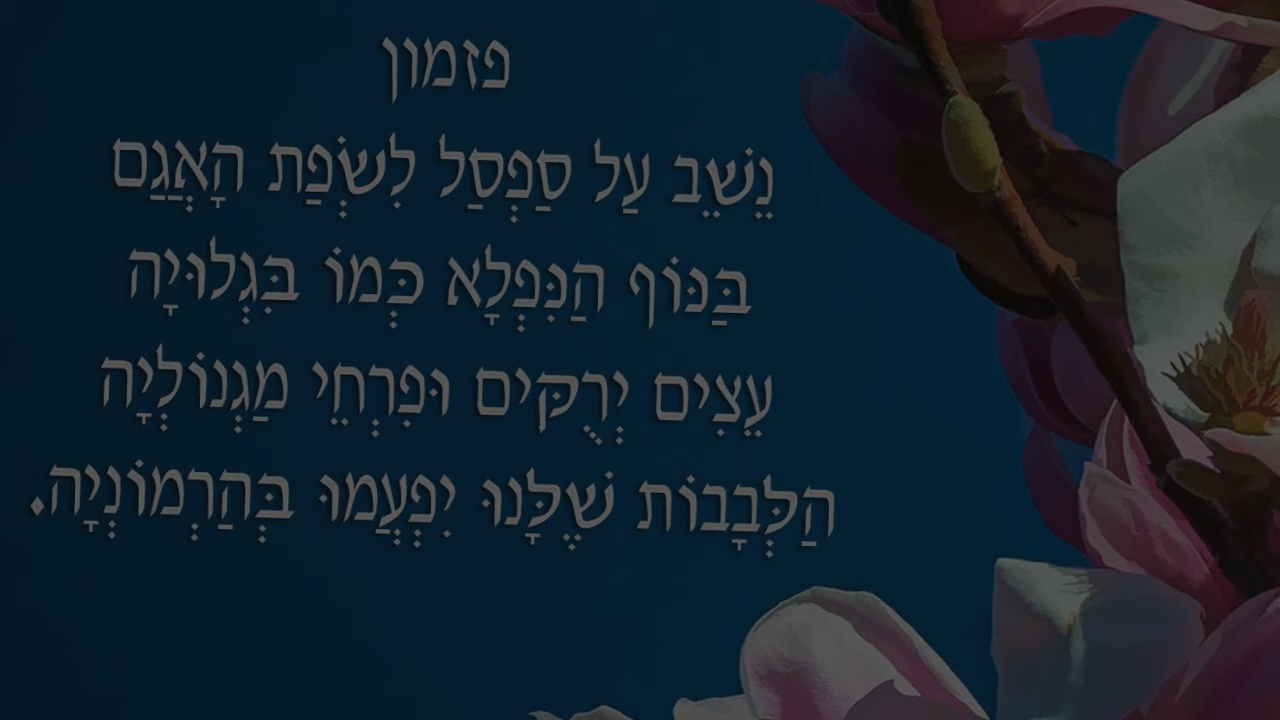 פזמון
נֵשֵׁב עַל סַפְסַל לִשְׂפַת הָאֲגַם
בַּנּוֹף הַנִּפְלָא כְּמוֹ בִּגְלוּיָה
עֵצִים יְרֻקִּים וּפִרְחֵי מַגְנוֹלְיָה
הַלְּבָבוֹת שֶׁלָּנוּ יִפְעֲמוּ בְּהַרְמוֹנְיָה.